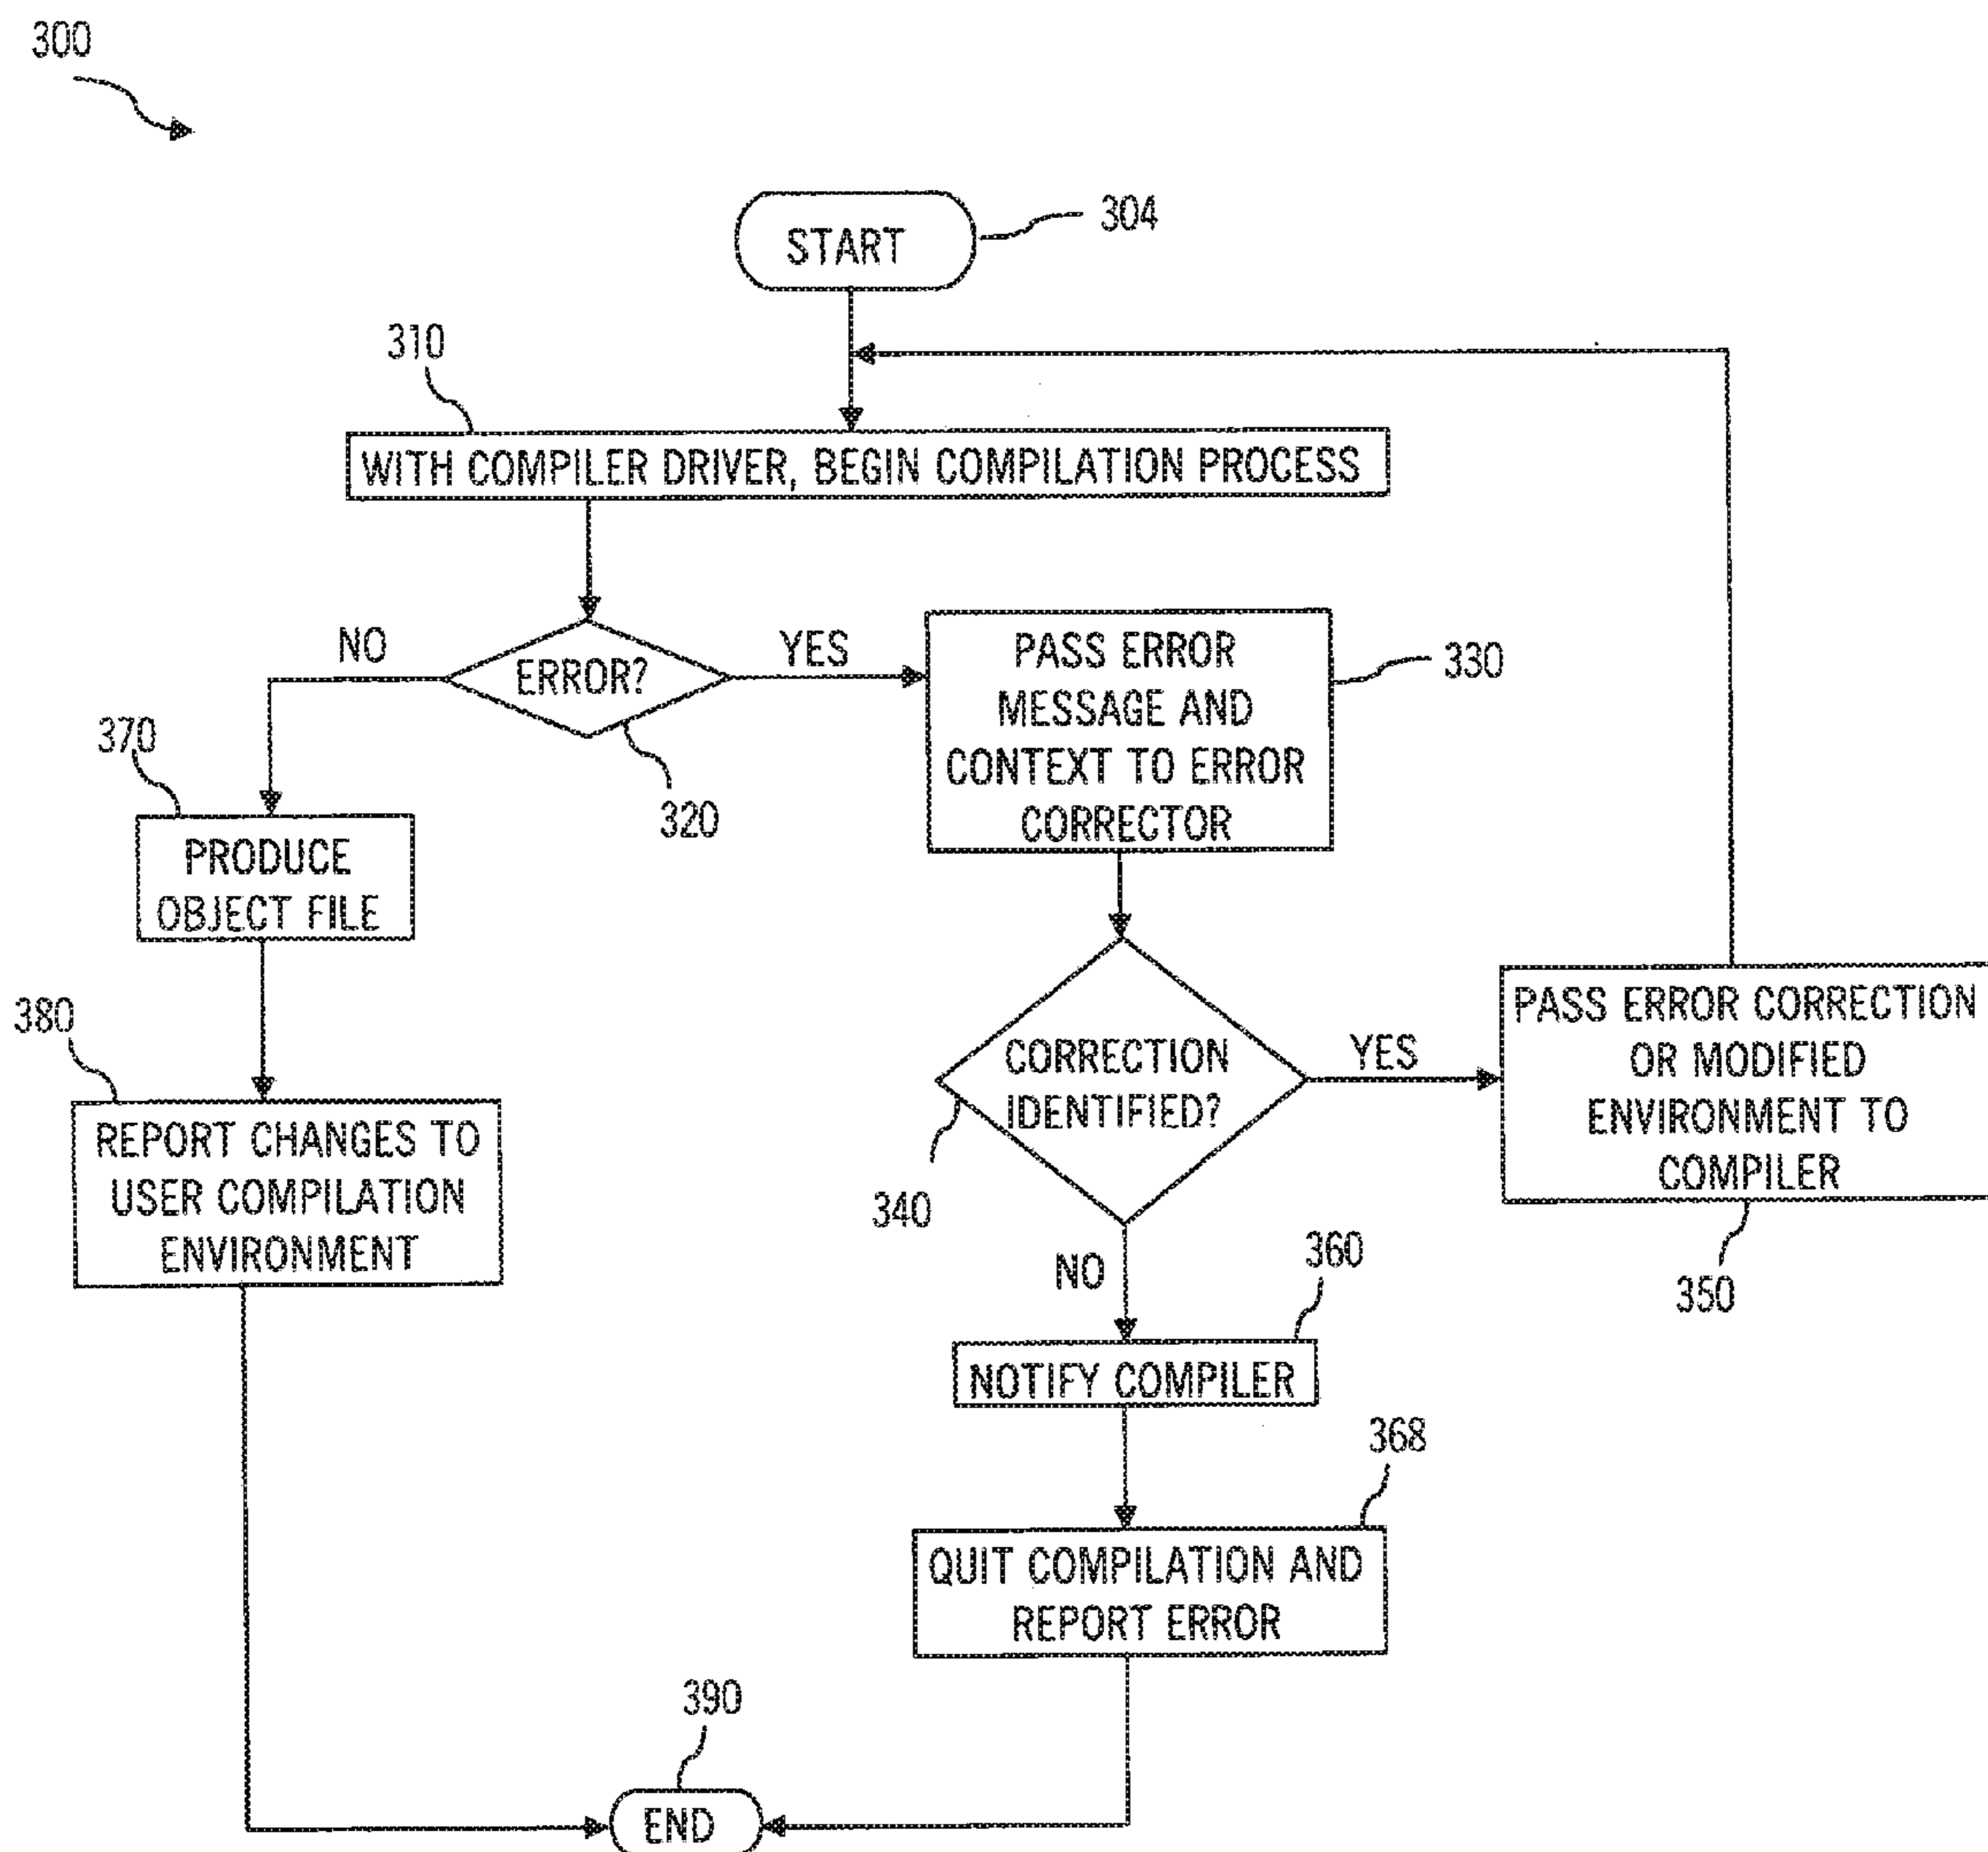 300
START
304
310
WITH COMPILER DRIVER, BEGIN COMPILATION PROCESS
NO
ERROR?
YES
320
PASS ERROR
MESSAGE AND
CONTEXT TO ERROR
CORRECTOR
330
370
PRODUCE
OBJECT FILE
380
REPORT CHANGES TO
USER COMPILATION
ENVIRONMENT
CORRECTION
IDENTIFIED?
340
YES
PASS ERROR CORRECTION
OR MODIFIED
ENVIRONMENT TO
COMPILER
350
NO
360
NOTIFY COMPILER
368
QUIT COMPILATION AND
REPORT ERROR
390
END